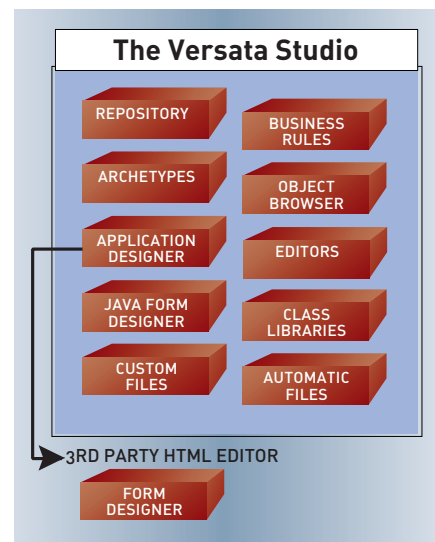 The Versata Studio
REPOSITORY
BUSINESS
RULES
ARCHETYPES
OBJECT
BROWSER
APPLICATION
DESIGNER
EDITORS
JAVA FORM
DESIGNER
CLASS
LIBRARIES
CUSTOM
FILES
AUTOMATIC
FILES
3RD PARTY HTML EDITOR
FORM
DESIGNER